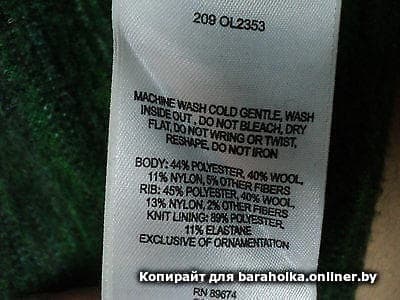 209 OL2353
MACHINE WASH COLD GENTLE, WASH
INSIDE OUT , DO NOT BLEACH, DRY
FLAT, DO NOT WRING OR TWIST,
RESHAPE, DO NOT IRON
BODY: 44% POLYESTER, 40% WOOL,
11% NYLON, 5% OTHER FIBERS
RIB: 45% POLYESTER, 40% WOOL,
13% NYLON, 2% OTHER FIBERS
KNIT LINING: 89% POLYESTER,
11% ELASTANE
EXCLUSIVE OF ORNAMENTATION
Копирайт для baraholka.onliner.by
RN 89674